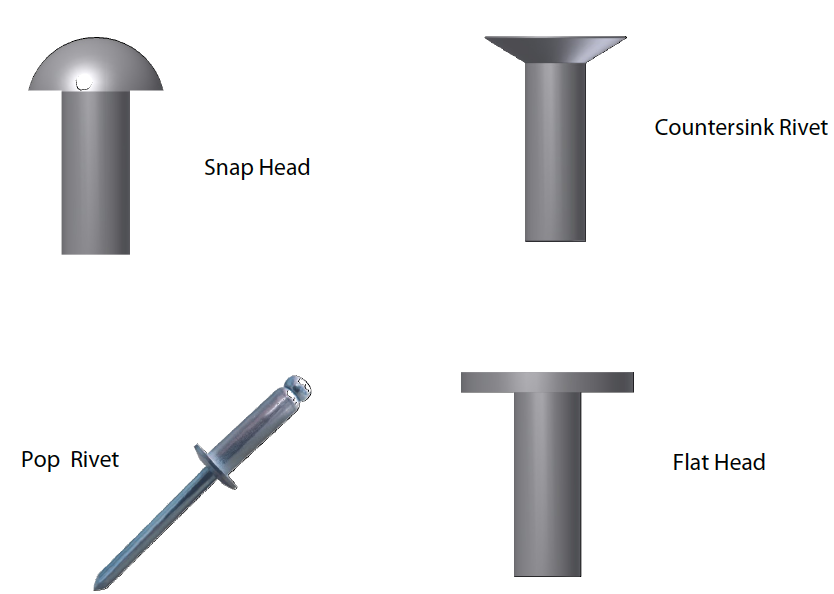 Snap Head
Countersink Rivet
Pop Rivet
Flat Head